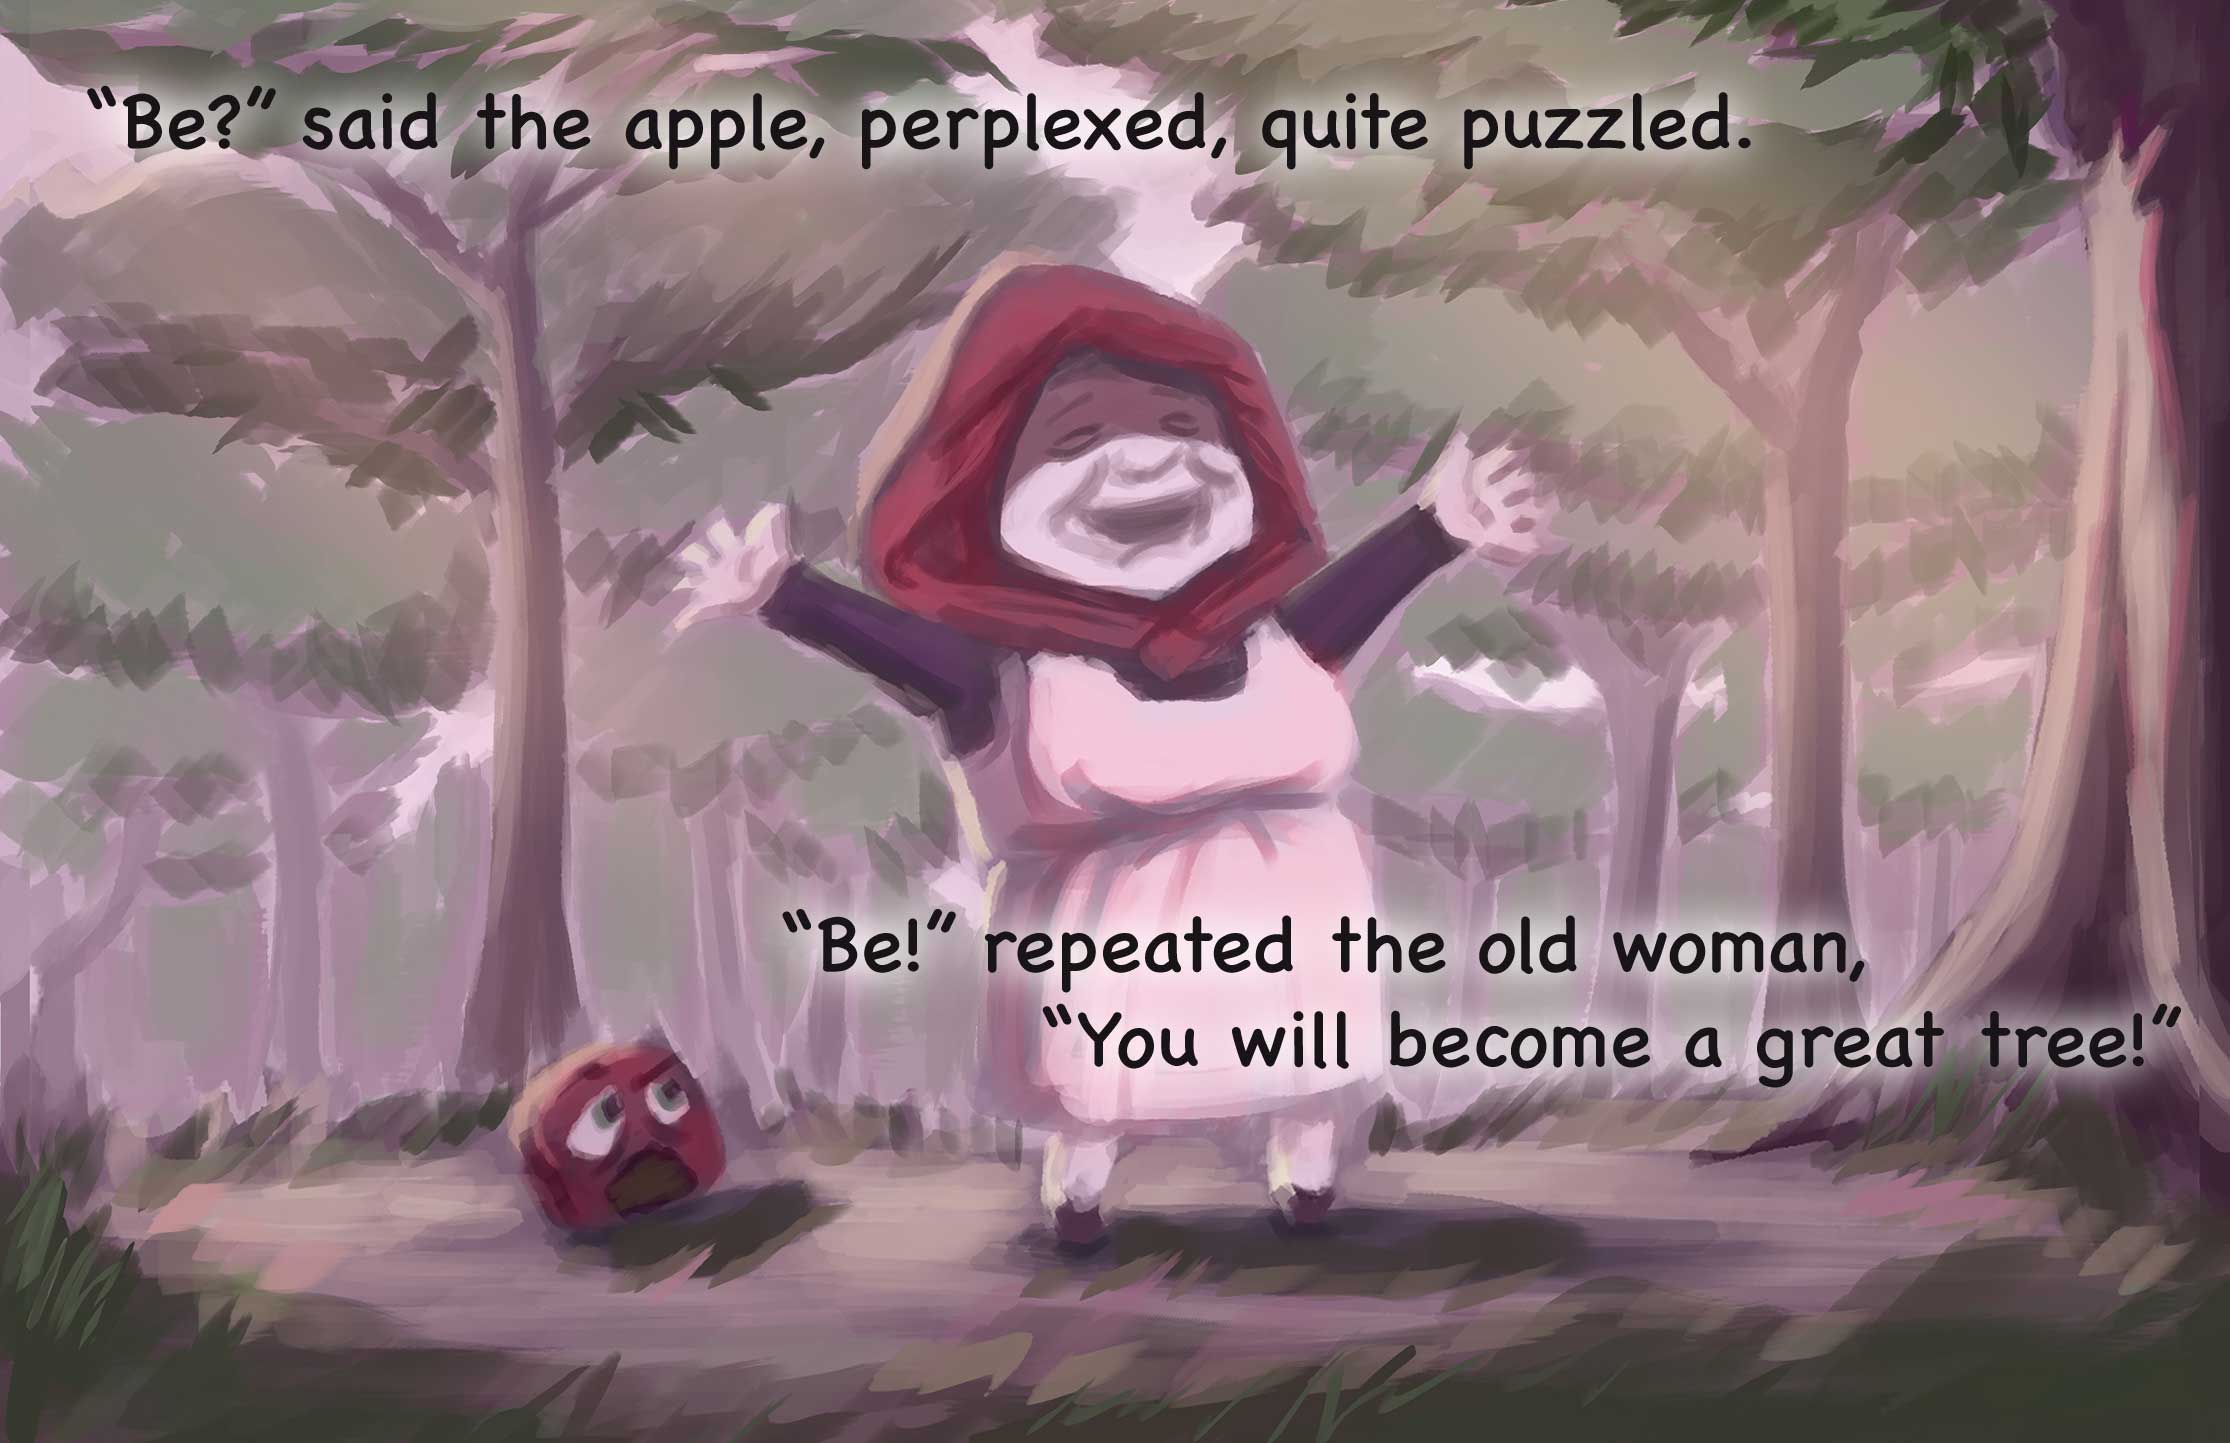 “Be?” said the apple, perplexed, quite puzzled.
“Be!” repeated the old woman,
“You will become a great tree!”